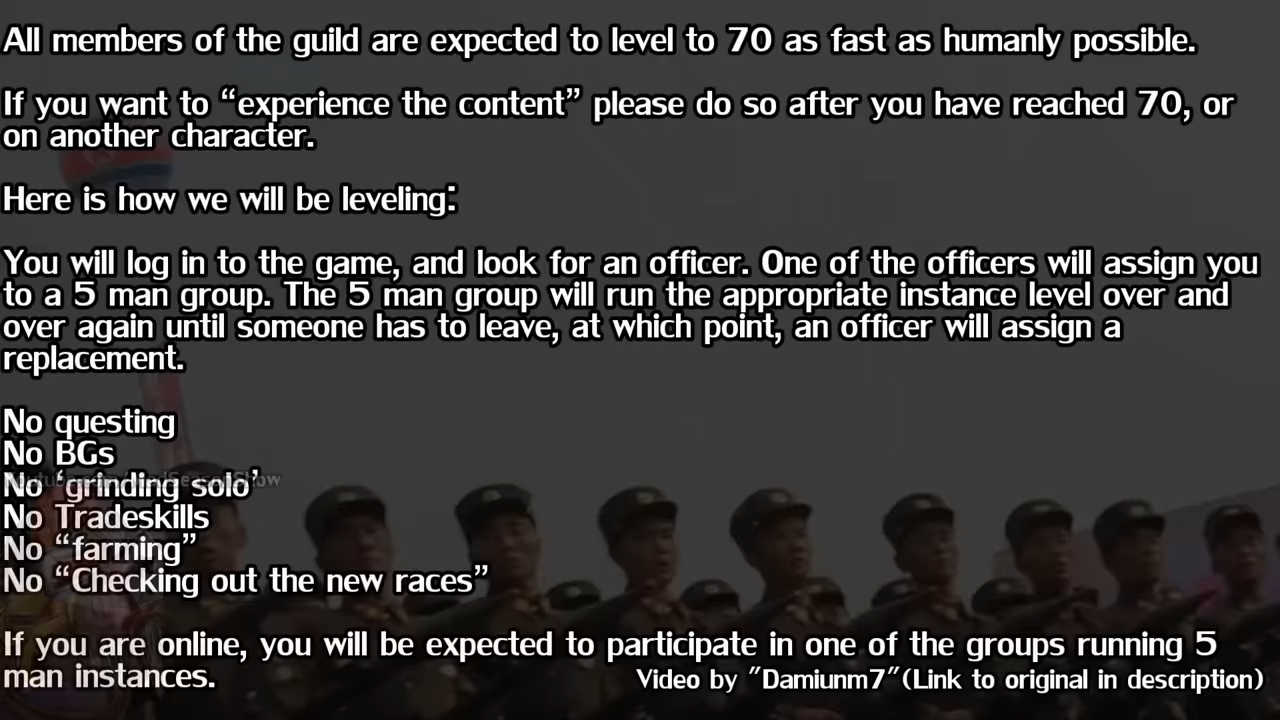 All members of the guild are expected to level to 70 as fast as humanly possible.
If you want to “experience the content” please do so after you have reached 70, or
on another character.
Here is how we will be leveling:
You will log in to the game, and look for an officer. One of the officers will assign you
to a 5 man group. The 5 man group will run the appropriate instance level over and
over again until someone has to leave, at which point, an officer will assign a
replacement.
No questing
No BGs
No ‘grinding solo’
No Tradeskills
No “farming”
No “Checking out the new races”
If you are online, you will be expected to participate in one of the groups running 5
man instances.
Video by "Damiunm7"(Link to original in description)